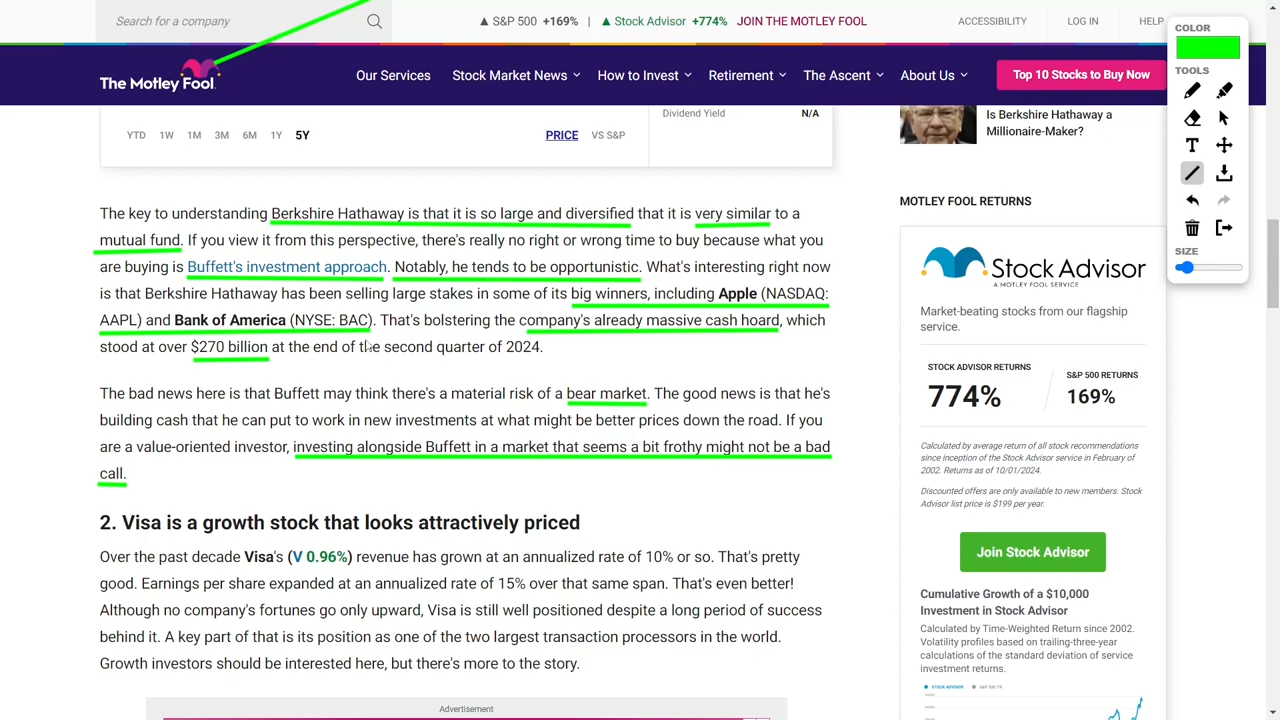 Search for a company
▲ S&P 500 +169% | ▲ Stock Advisor +774% JOIN THE MOTLEY FOOL
ACCESSIBILITY LOG IN HELP
The Motley Fool
Our Services Stock Market News How to Invest Retirement The Ascent About Us Top 10 Stocks to Buy Now
COLOR
TOOLS
T
SIZE
YTD 1W 1M 3M 6M 1Y 5Y PRICE VS S&P
Dividend Yield N/A
The key to understanding Berkshire Hathaway is that it is so large and diversified that it is very similar to a
mutual fund. If you view it from this perspective, there's really no right or wrong time to buy because what you
are buying is Buffett's investment approach. Notably, he tends to be opportunistic. What's interesting right now
is that Berkshire Hathaway has been selling large stakes in some of its big winners, including Apple (NASDAQ:
AAPL) and Bank of America (NYSE: BAC). That's bolstering the company's already massive cash hoard, which
stood at over $270 billion at the end of the second quarter of 2024.
The bad news here is that Buffett may think there's a material risk of a bear market. The good news is that he's
building cash that he can put to work in new investments at what might be better prices down the road. If you
are a value-oriented investor, investing alongside Buffett in a market that seems a bit frothy might not be a bad
call.
2. Visa is a growth stock that looks attractively priced
Over the past decade Visa's (V 0.96%) revenue has grown at an annualized rate of 10% or so. That's pretty
good. Earnings per share expanded at an annualized rate of 15% over that same span. That's even better!
Although no company's fortunes go only upward, Visa is still well positioned despite a long period of success
behind it. A key part of that is its position as one of the two largest transaction processors in the world.
Growth investors should be interested here, but there's more to the story.
Advertisement
Is Berkshire Hathaway a
Millionaire-Maker?
MOTLEY FOOL RETURNS
Stock Advisor
A MOTLEY FOOL SERVICE
Market-beating stocks from our flagship
service.
STOCK ADVISOR RETURNS
774%
S&P 500 RETURNS
169%
Calculated by average return of all stock recommendations
since inception of the Stock Advisor service in February of
2002. Returns as of 10/01/2024.
Discounted offers are only available to new members. Stock
Advisor list price is $199 per year.
Join Stock Advisor
Cumulative Growth of a $10,000
Investment in Stock Advisor
Calculated by Time-Weighted Return since 2002.
Volatility profiles based on trailing-three-year
calculations of the standard deviation of service
investment returns.
STOCK ADVISOR S&P 500 TR